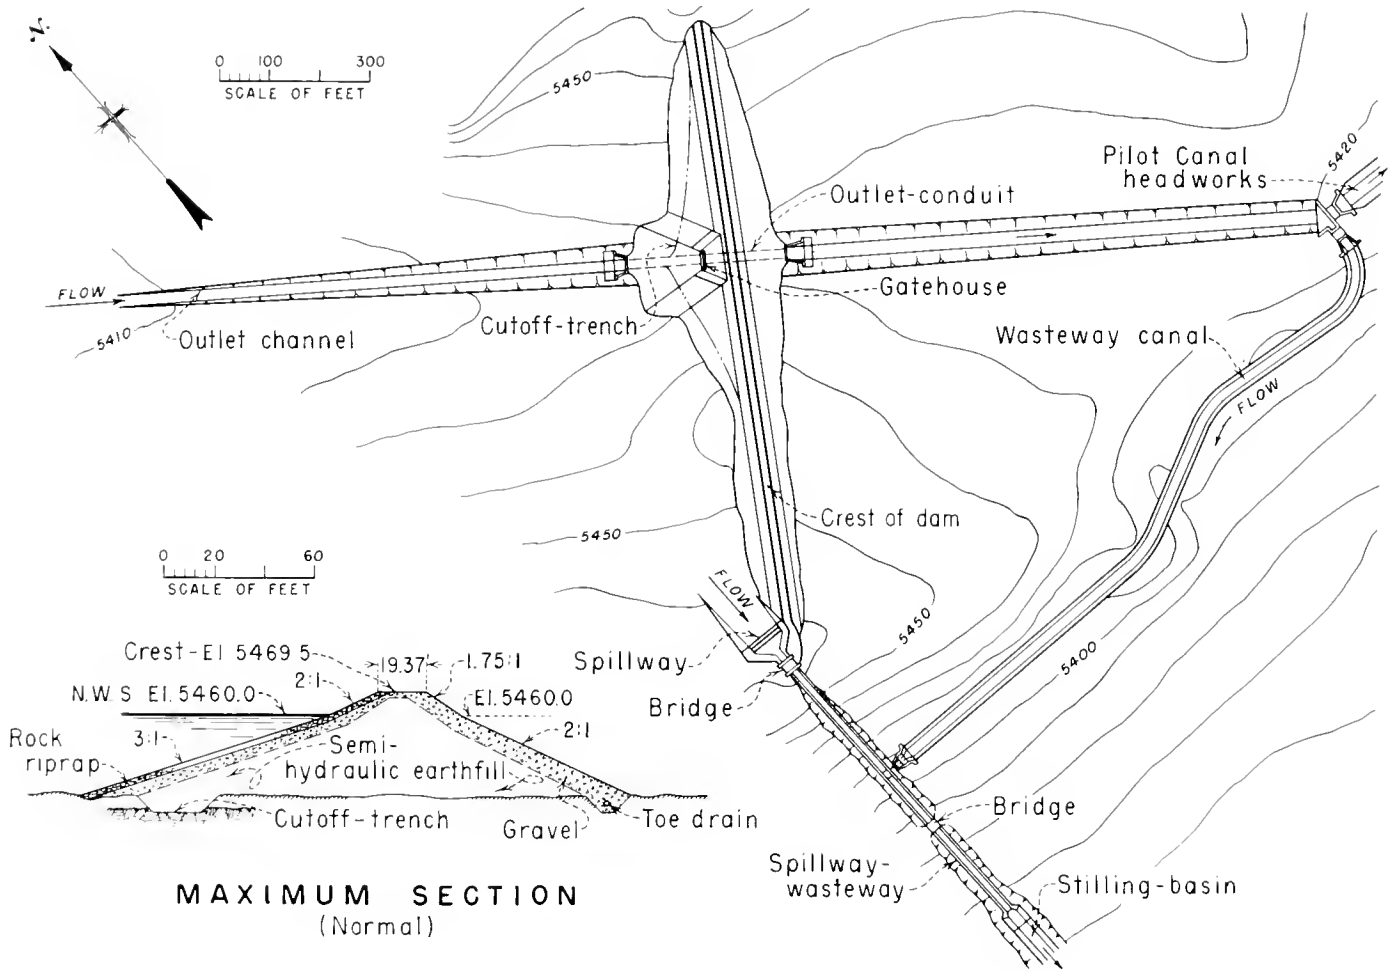 N.
0 100 300
SCALE OF FEET
5450
Pilot Canal
headworks
5420
Outlet-conduit
FLOW
Gatehouse
Cutoff-trench
5410
Outlet channel
Wasteway canal
FLOW
Crest of dam
5450
0 20 60
SCALE OF FEET
FLOW
5450
5400
Spillway
Bridge
Crest-El 5469 5
19.37
1.75:1
2:1
N.W.S El.5460.0
El.5460.0
3:1
2:1
Rock
riprap
Semi-
hydraulic earthfill
Cutoff-trench
Gravel
Toe drain
Bridge
Spillway-
wasteway
Stilling-basin
MAXIMUM SECTION
(Normal)